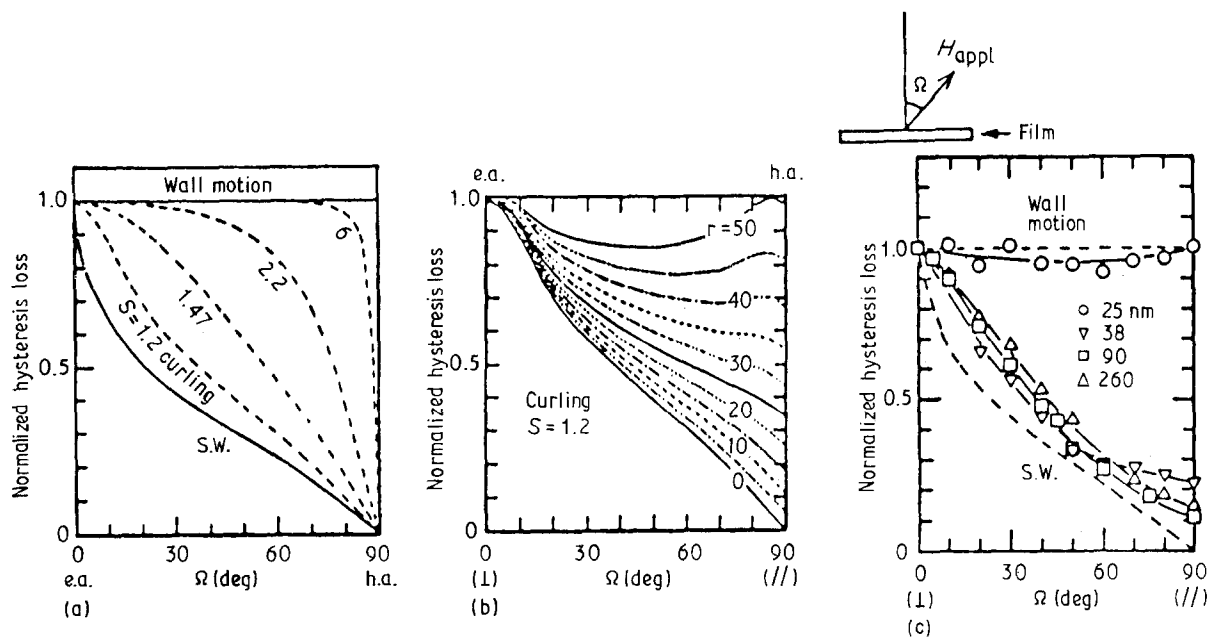 Normalized hysteresis loss
1.0
0.5
0
Wall motion
6
2.2
1.47
S=1.2 curling
S.W.
0 30 60 90
e.a. Ω (deg) h.a.
(a)
Normalized hysteresis loss
e.a. h.a.
1.0
0.5
0
r=50
40
30
20
10
0
Curling
S=1.2
0 30 60 90
(⊥) Ω (deg) (//)
(b)
H appl
Ω
Film
Normalized hysteresis loss
1.0
0.5
0
Wall
motion
25 nm
38
90
260
S.W.
0 30 60 90
(⊥) Ω (deg) (//)
(c)